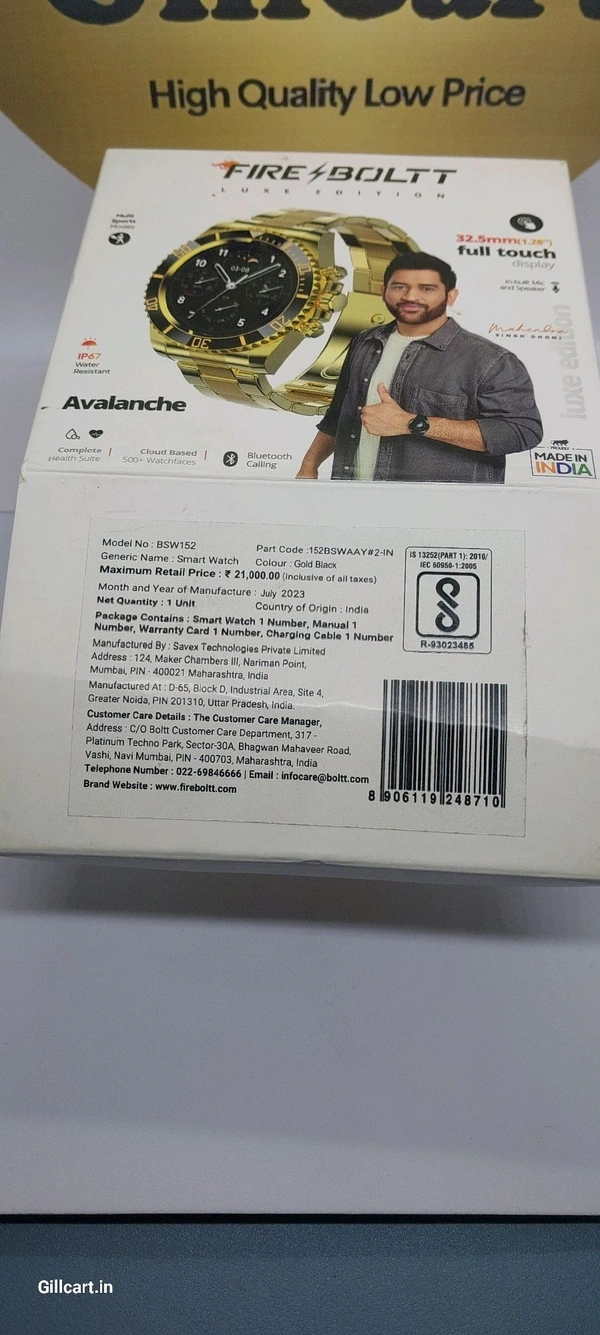 High Quality Low Price
FIRE BOLTT
LUXE EDITION
Multi
Sports
Modes
32.5mm(1.28")
full touch
display
In-built Mic
and Speaker
Mahendra
SINGH DHONI
luxe edition
IP67
Water
Resistant
Avalanche
Complete
Health Suite
Cloud Based
500+ Watchfaces
Bluetooth
Calling
PROUDLY
MADE IN
INDIA
Model No : BSW152
Part Code :152BSWAAY#2-IN
Generic Name : Smart Watch
Colour : Gold Black
Maximum Retail Price : ₹ 21,000.00 (Inclusive of all taxes)
Month and Year of Manufacture : July 2023
Net Quantity : 1 Unit
Country of Origin : India
Package Contains : Smart Watch 1 Number, Manual 1
Number, Warranty Card 1 Number, Charging Cable 1 Number
Manufactured By : Savex Technologies Private Limited
Address : 124, Maker Chambers III, Nariman Point,
Mumbai, PIN - 400021 Maharashtra, India
Manufactured At : D-65, Block D, Industrial Area, Site 4,
Greater Noida, PIN 201310, Uttar Pradesh, India.
Customer Care Details : The Customer Care Manager,
Address : C/O Boltt Customer Care Department, 317 -
Platinum Techno Park, Sector-30A, Bhagwan Mahaveer Road,
Vashi, Navi Mumbai, PIN - 400703, Maharashtra, India
Telephone Number : 022-69846666 | Email : infocare@boltt.com
Brand Website : www.fireboltt.com
IS 13252(PART 1): 2010/
IEC 60950-1:2005
R-93023485
8 906119 248710
Gillcart.in